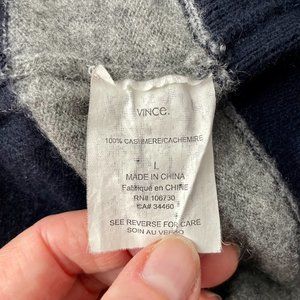 VINCE.
100% CASHMERE/CACHEMIRE
L
MADE IN CHINA
Fabriqué en CHINE
RN# 106730
CA# 34460
SEE REVERSE FOR CARE
SOIN AU VERSO